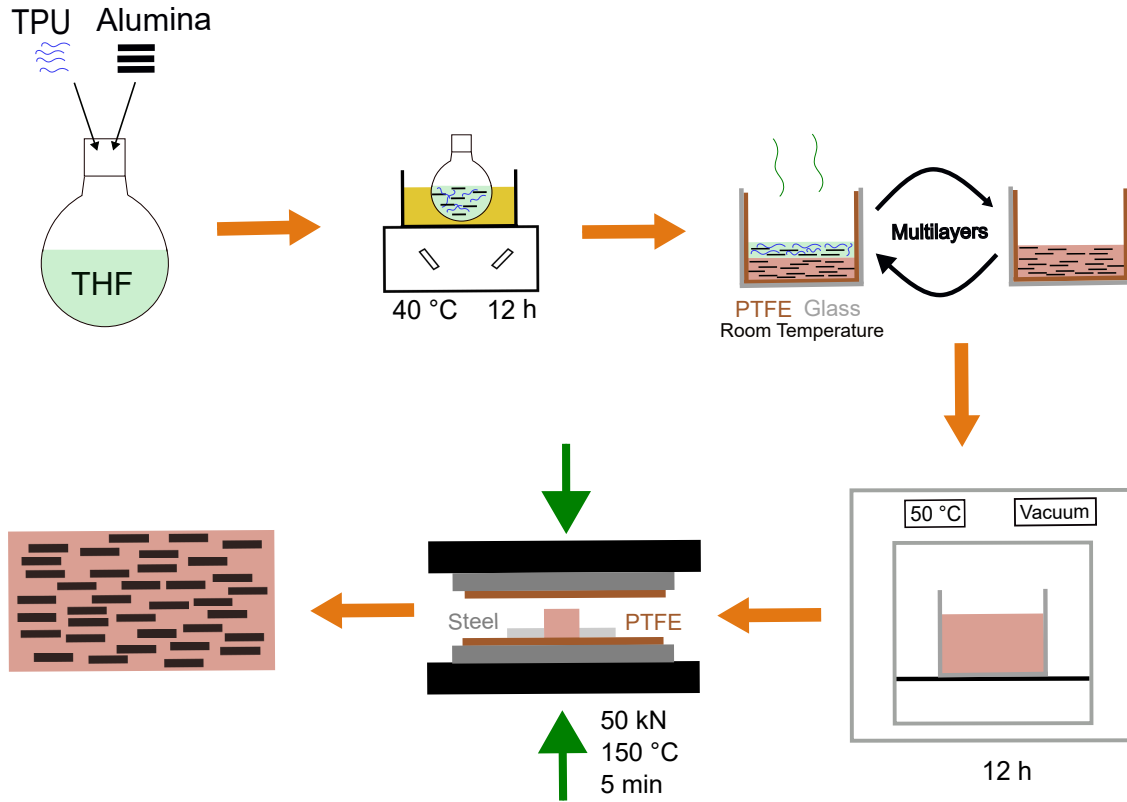 TPU Alumina
THF
40 °C 12 h
Multilayers
PTFE Glass
Room Temperature
50 °C Vacuum
12 h
Steel PTFE
50 kN
150 °C
5 min